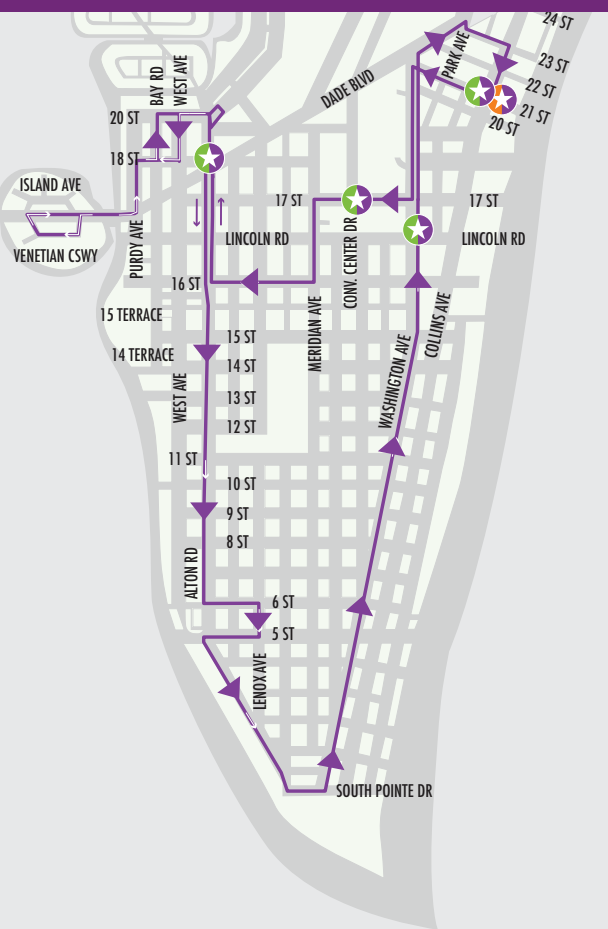 24 ST
PARK AVE
23 ST
22 ST
21 ST
20 ST
DADE BLVD
BAY RD
WEST AVE
20 ST
18 ST
ISLAND AVE
VENETIAN CSWY
PURDY AVE
17 ST
CONV. CENTER DR
17 ST
LINCOLN RD
LINCOLN RD
16 ST
15 TERRACE
MERIDIAN AVE
COLLINS AVE
WASHINGTON AVE
15 ST
14 TERRACE
14 ST
WEST AVE
13 ST
12 ST
11 ST
10 ST
9 ST
8 ST
ALTON RD
6 ST
5 ST
LENOX AVE
SOUTH POINTE DR